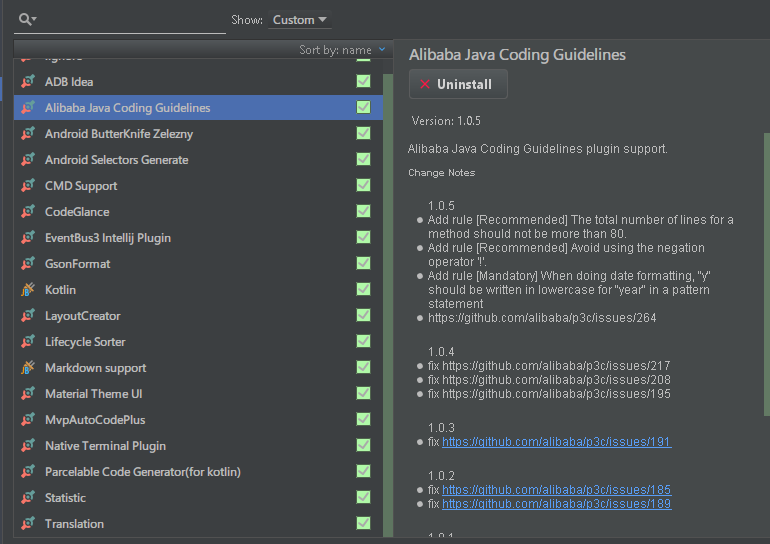 Show: Custom
Sort by: name
ADB Idea
Alibaba Java Coding Guidelines
Android ButterKnife Zelezny
Android Selectors Generate
CMD Support
CodeGlance
EventBus3 Intellij Plugin
GsonFormat
Kotlin
LayoutCreator
Lifecycle Sorter
Markdown support
Material Theme UI
MvpAutoCodePlus
Native Terminal Plugin
Parcelable Code Generator(for kotlin)
Statistic
Translation
Alibaba Java Coding Guidelines
Uninstall
Version: 1.0.5
Alibaba Java Coding Guidelines plugin support.
Change Notes
1.0.5
Add rule [Recommended] The total number of lines for a
method should not be more than 80.
Add rule [Recommended] Avoid using the negation
operator '!'.
Add rule [Mandatory] When doing date formatting, "y"
should be written in lowercase for "year" in a pattern
statement
https://github.com/alibaba/p3c/issues/264
1.0.4
fix https://github.com/alibaba/p3c/issues/217
fix https://github.com/alibaba/p3c/issues/208
fix https://github.com/alibaba/p3c/issues/195
1.0.3
fix https://github.com/alibaba/p3c/issues/191
1.0.2
fix https://github.com/alibaba/p3c/issues/185
fix https://github.com/alibaba/p3c/issues/189